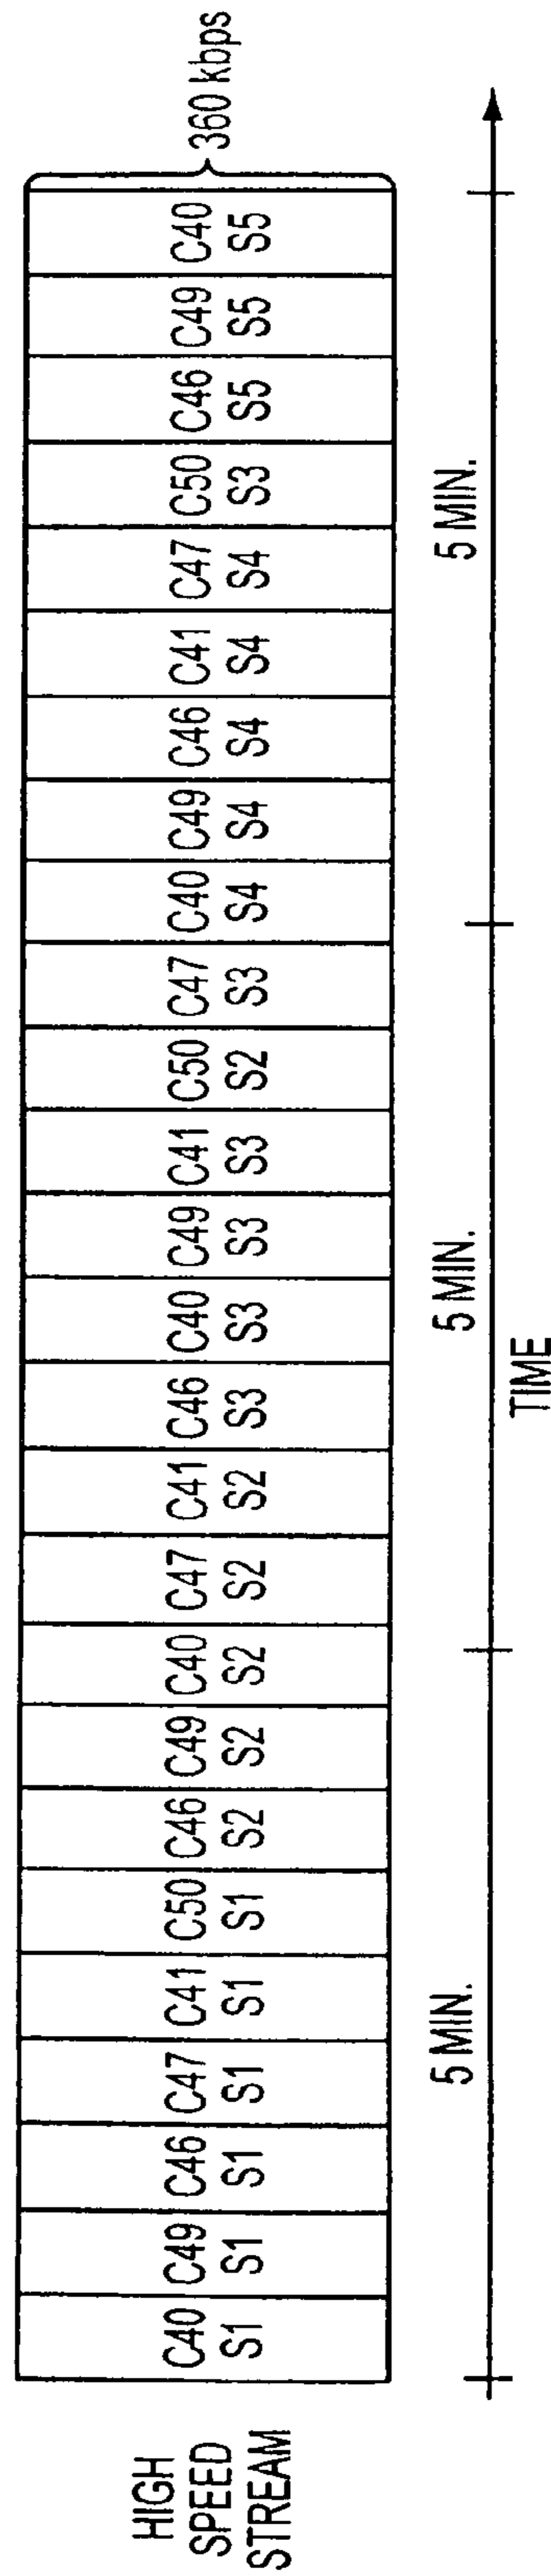 HIGH
SPEED
STREAM
C40 C49 C46 C47 C41 C50 C46 C49 C40 C47 C41 C46 C40 C49 C41 C50 C47 C40 C49 C46 C41 C47 C50 C46 C49 C40
S1 S1 S1 S1 S1 S1 S2 S2 S2 S2 S2 S3 S3 S3 S3 S2 S3 S4 S4 S4 S4 S4 S3 S5 S5 S5
360 kbps
5 MIN. 5 MIN. 5 MIN.
TIME